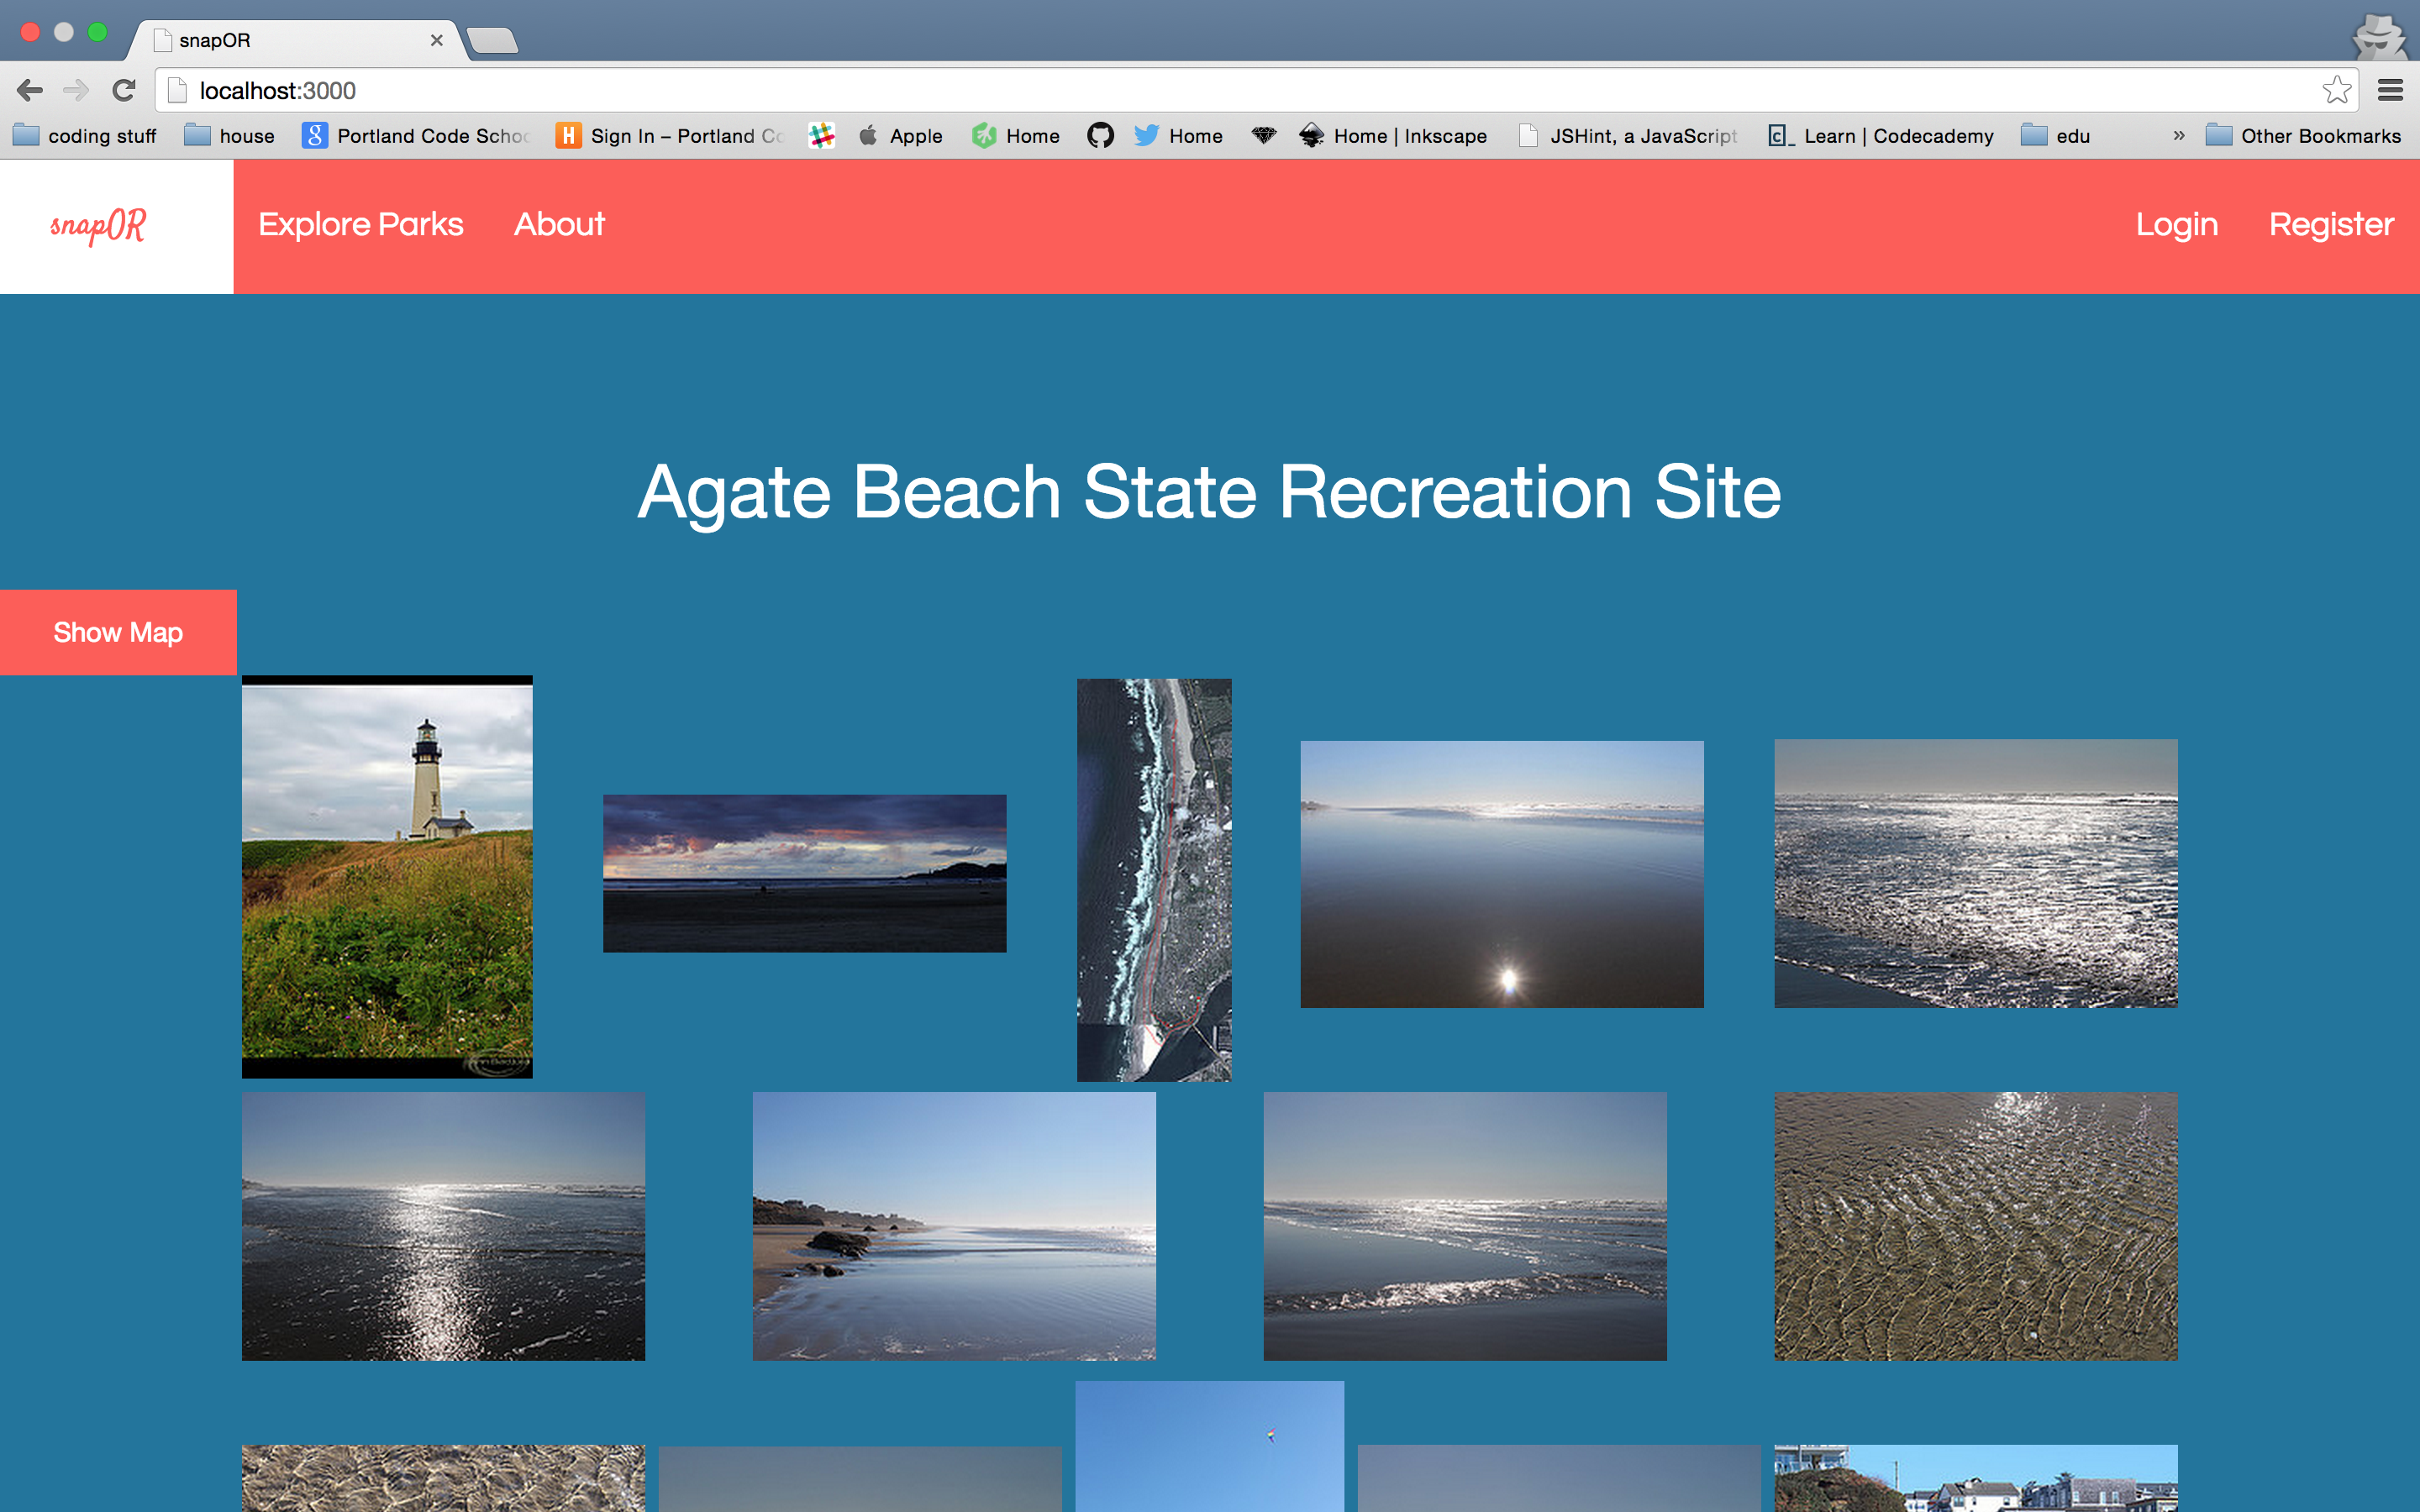 snapOR
localhost:3000
coding stuff
house
Portland Code Schoo
Sign In – Portland Co
Apple
Home
Home
Home | Inkscape
JSHint, a JavaScript
Learn | Codecademy
edu
» Other Bookmarks
snapOR
Explore Parks
About
Login
Register
Agate Beach State Recreation Site
Show Map